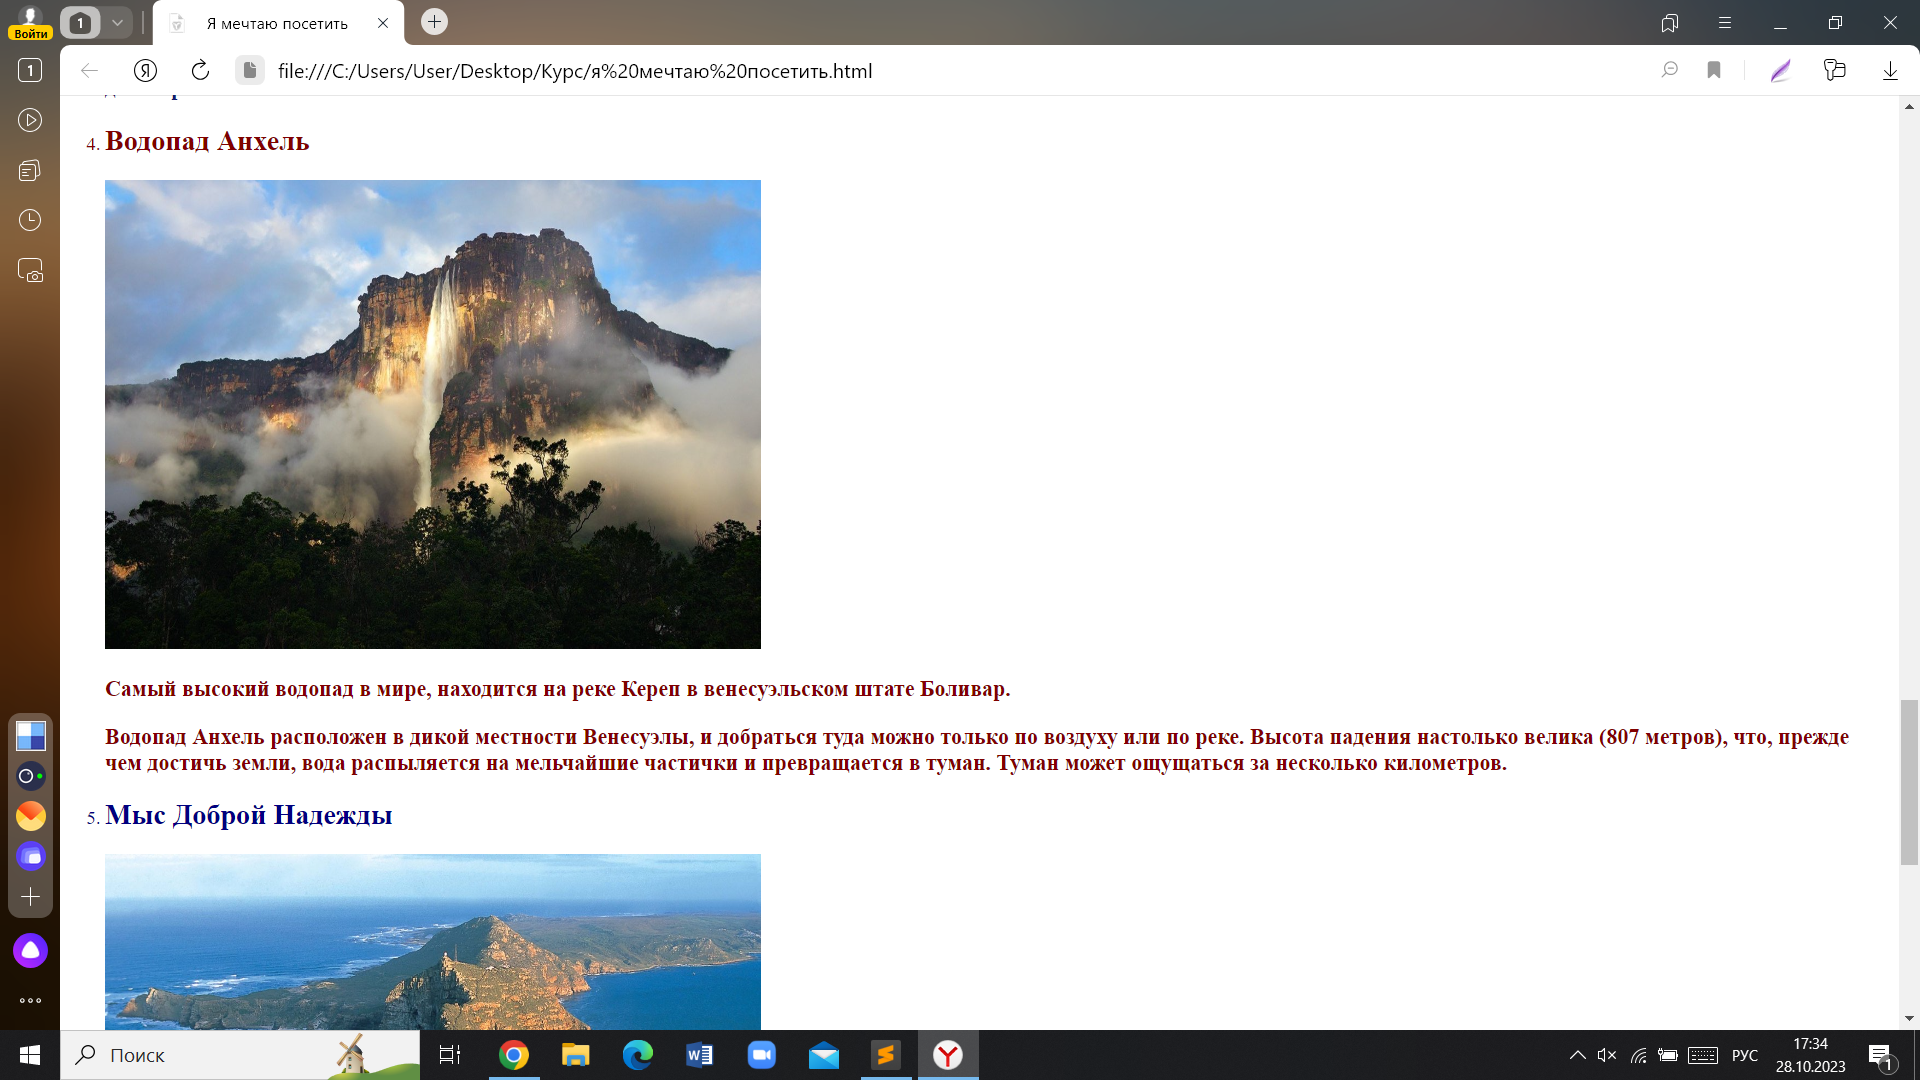 1
Я мечтаю посетить
Войти
1
file:///C:/Users/User/Desktop/Курс/я%20мечтаю%20посетить.html
4. Водопад Анхель
Самый высокий водопад в мире, находится на реке Кереп в венесуэльском штате Боливар.
Водопад Анхель расположен в дикой местности Венесуэлы, и добраться туда можно только по воздуху или по реке. Высота падения настолько велика (807 метров), что, прежде
чем достичь земли, вода распыляется на мельчайшие частички и превращается в туман. Туман может ощущаться за несколько километров.
5. Мыс Доброй Надежды
Поиск
РУС
17:34
28.10.2023
1